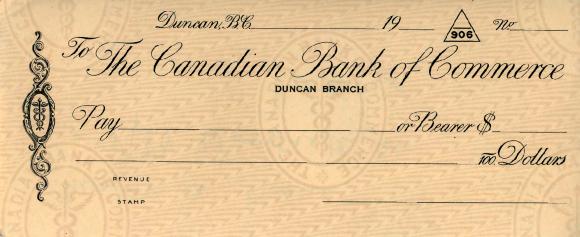 Duncan, B.C. 19 906 No
To The Canadian Bank of Commerce
DUNCAN BRANCH
Pay or Bearer $
100 Dollars
REVENUE
STAMP